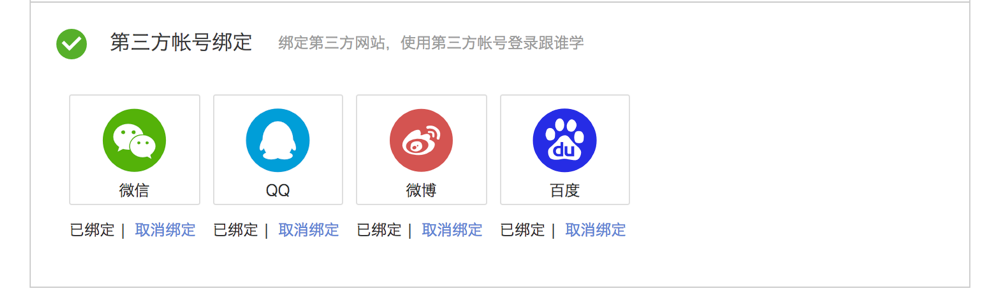 第三方帐号绑定 绑定第三方网站，使用第三方帐号登录跟谁学
du
微信 QQ 微博 百度
已绑定 | 取消绑定 已绑定 | 取消绑定 已绑定 | 取消绑定 已绑定 | 取消绑定